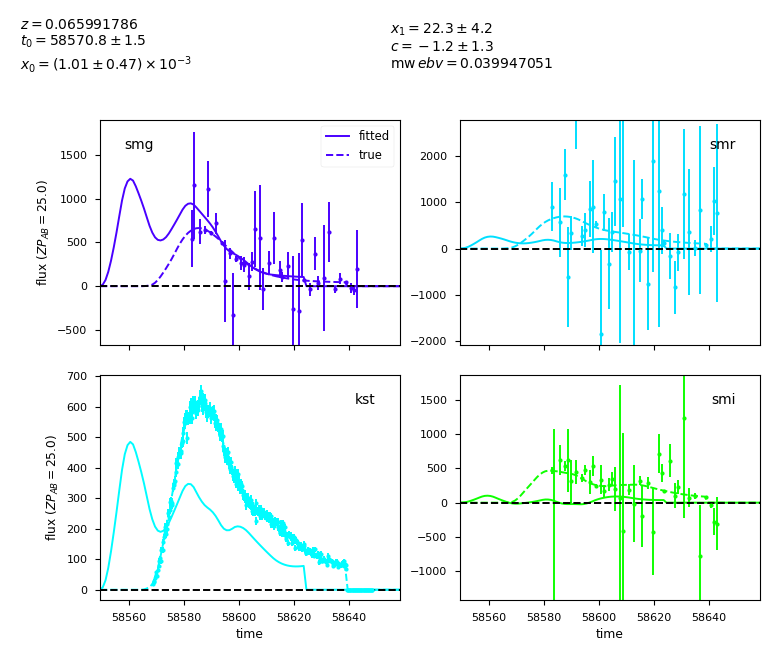 z = 0.065991786
t₀ = 58570.8 ± 1.5
x₀ = (1.01 ± 0.47) × 10⁻³
x₁ = 22.3 ± 4.2
c = −1.2 ± 1.3
mw ebv = 0.039947051
smg
fitted
true
1500
1000
500
0
−500
flux (ZP_AB = 25.0)
smr
2000
1000
0
−1000
−2000
kst
700
600
500
400
300
200
100
0
flux (ZP_AB = 25.0)
58560 58580 58600 58620 58640
time
smi
1500
1000
500
0
−500
−1000
58560 58580 58600 58620 58640
time